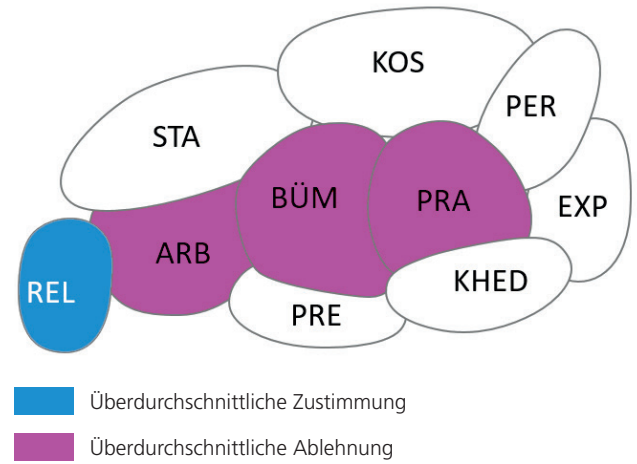 KOS
PER
STA
BÜM
PRA
EXP
ARB
KHED
REL
PRE
Überdurchschnittliche Zustimmung
Überdurchschnittliche Ablehnung